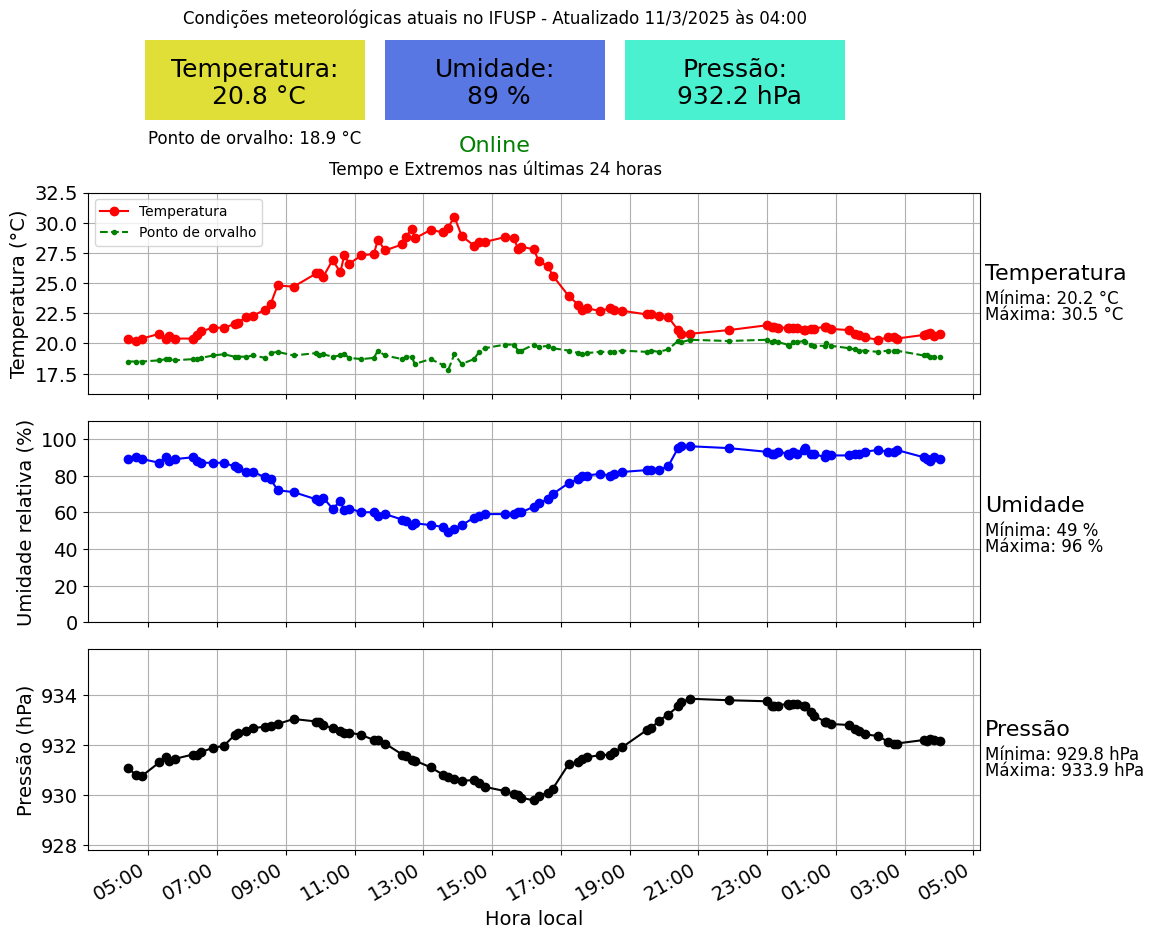 Condições meteorológicas atuais no IFUSP - Atualizado 11/3/2025 às 04:00
Temperatura:
20.8 °C
Umidade:
89 %
Pressão:
932.2 hPa
Ponto de orvalho: 18.9 °C
Online
Tempo e Extremos nas últimas 24 horas
Temperatura (°C)
32.5
30.0
27.5
25.0
22.5
20.0
17.5
Temperatura
Ponto de orvalho
Temperatura
Mínima: 20.2 °C
Máxima: 30.5 °C
Umidade relativa (%)
100
80
60
40
20
0
Umidade
Mínima: 49 %
Máxima: 96 %
Pressão (hPa)
934
932
930
928
Pressão
Mínima: 929.8 hPa
Máxima: 933.9 hPa
05:00
07:00
09:00
11:00
13:00
15:00
17:00
19:00
21:00
23:00
01:00
03:00
05:00
Hora local